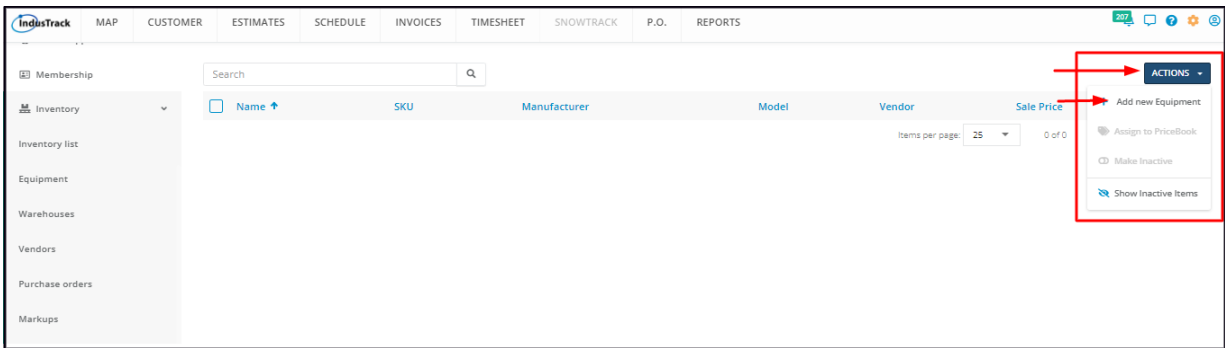 IndusTrack MAP CUSTOMER ESTIMATES SCHEDULE INVOICES TIMESHEET SNOWTRACK P.O. REPORTS 207
Membership
Search
ACTIONS
Inventory
Name SKU Manufacturer Model Vendor Sale Price
Add new Equipment
Items per page: 25 0 of 0
Assign to PriceBook
Inventory list
Make Inactive
Equipment
Show Inactive Items
Warehouses
Vendors
Purchase orders
Markups